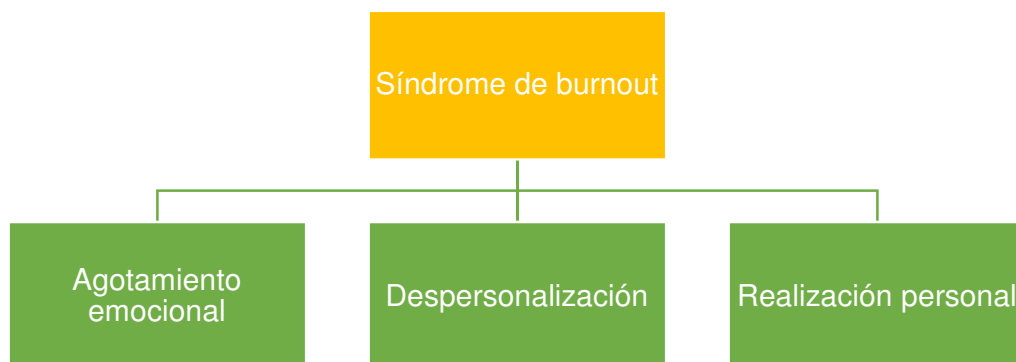 Síndrome de burnout
Agotamiento
emocional
Despersonalización
Realización personal